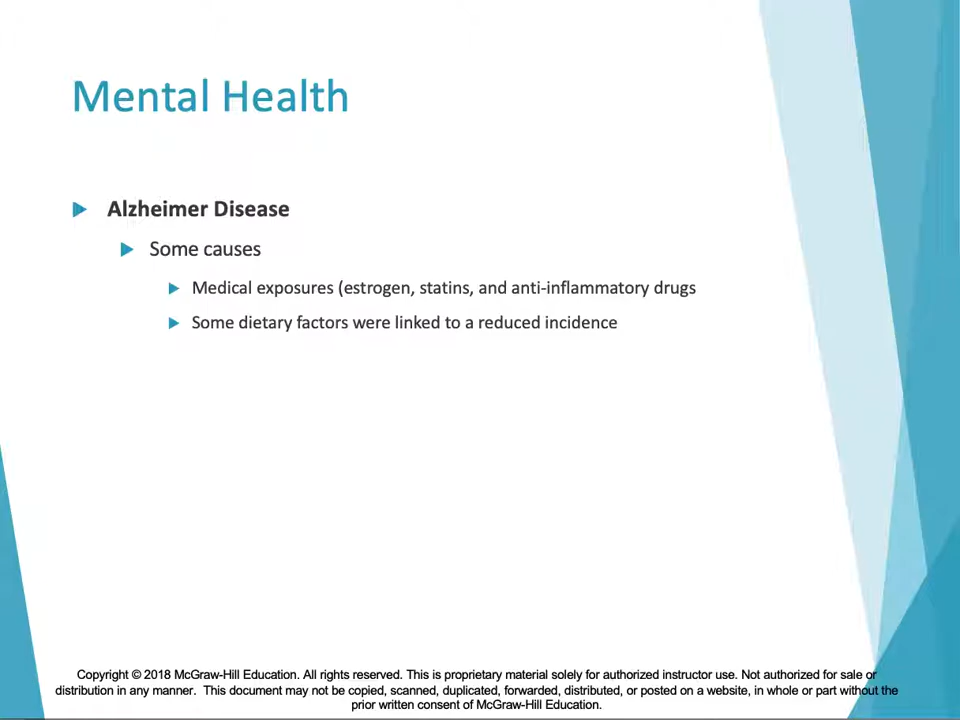 Mental Health
Alzheimer Disease
Some causes
Medical exposures (estrogen, statins, and anti-inflammatory drugs
Some dietary factors were linked to a reduced incidence
Copyright © 2018 McGraw-Hill Education. All rights reserved. This is proprietary material solely for authorized instructor use. Not authorized for sale or
distribution in any manner. This document may not be copied, scanned, duplicated, forwarded, distributed, or posted on a website, in whole or part without the
prior written consent of McGraw-Hill Education.